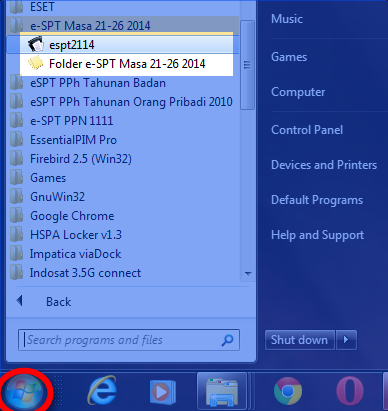 ESET
e-SPT Masa 21-26 2014
espt2114
Folder e-SPT Masa 21-26 2014
eSPT PPh Tahunan Badan
eSPT PPh Tahunan Orang Pribadi 2010
e-SPT PPN 1111
EssentialPIM Pro
Firebird 2.5 (Win32)
Games
GnuWin32
Google Chrome
HSPA Locker v1.3
Impatica viaDock
Indosat 3.5G connect
Back
Search programs and files
Music
Games
Computer
Control Panel
Devices and Printers
Default Programs
Help and Support
Shut down